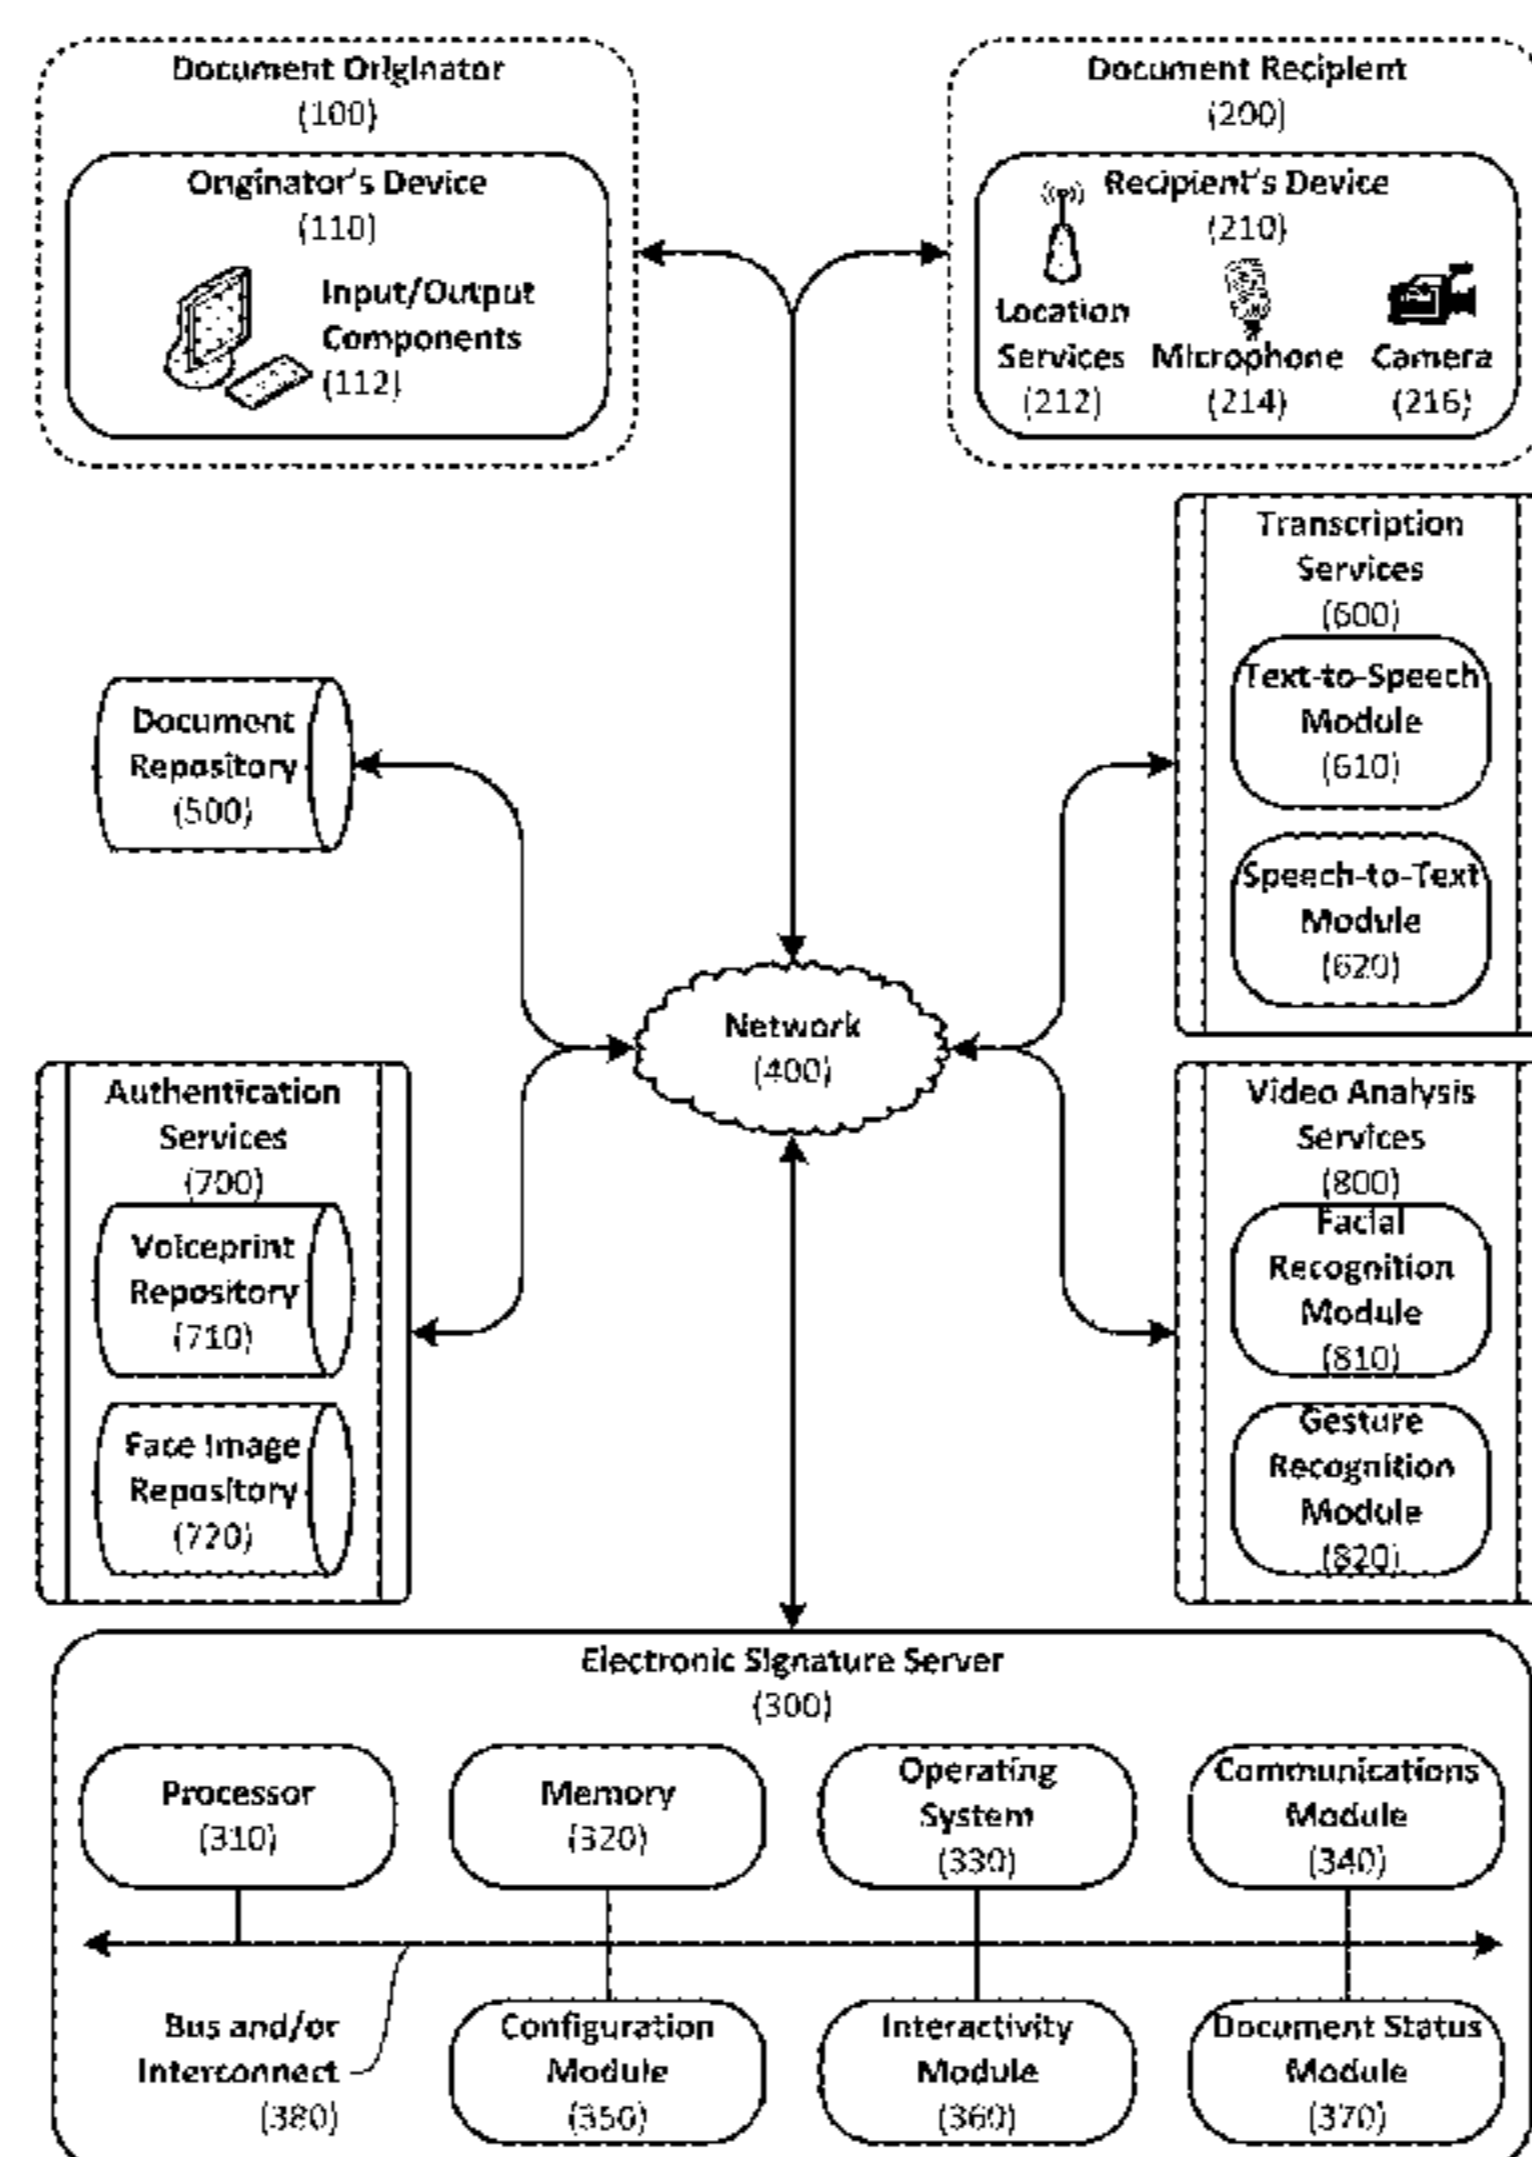 Document Originator
(100)
Originator's Device
(110)
Input/Output
Components
(112)
Document Recipient
(200)
Recipient's Device
(210)
Location
Services
(212)
Microphone
(214)
Camera
(216)
Transcription
Services
(600)
Text-to-Speech
Module
(610)
Speech-to-Text
Module
(620)
Document
Repository
(500)
Network
(400)
Authentication
Services
(700)
Voiceprint
Repository
(710)
Face Image
Repository
(720)
Video Analysis
Services
(800)
Facial
Recognition
Module
(810)
Gesture
Recognition
Module
(820)
Electronic Signature Server
(300)
Processor
(310)
Memory
(320)
Operating
System
(330)
Communications
Module
(340)
Bus and/or
Interconnect
(380)
Configuration
Module
(350)
Interactivity
Module
(360)
Document Status
Module
(370)